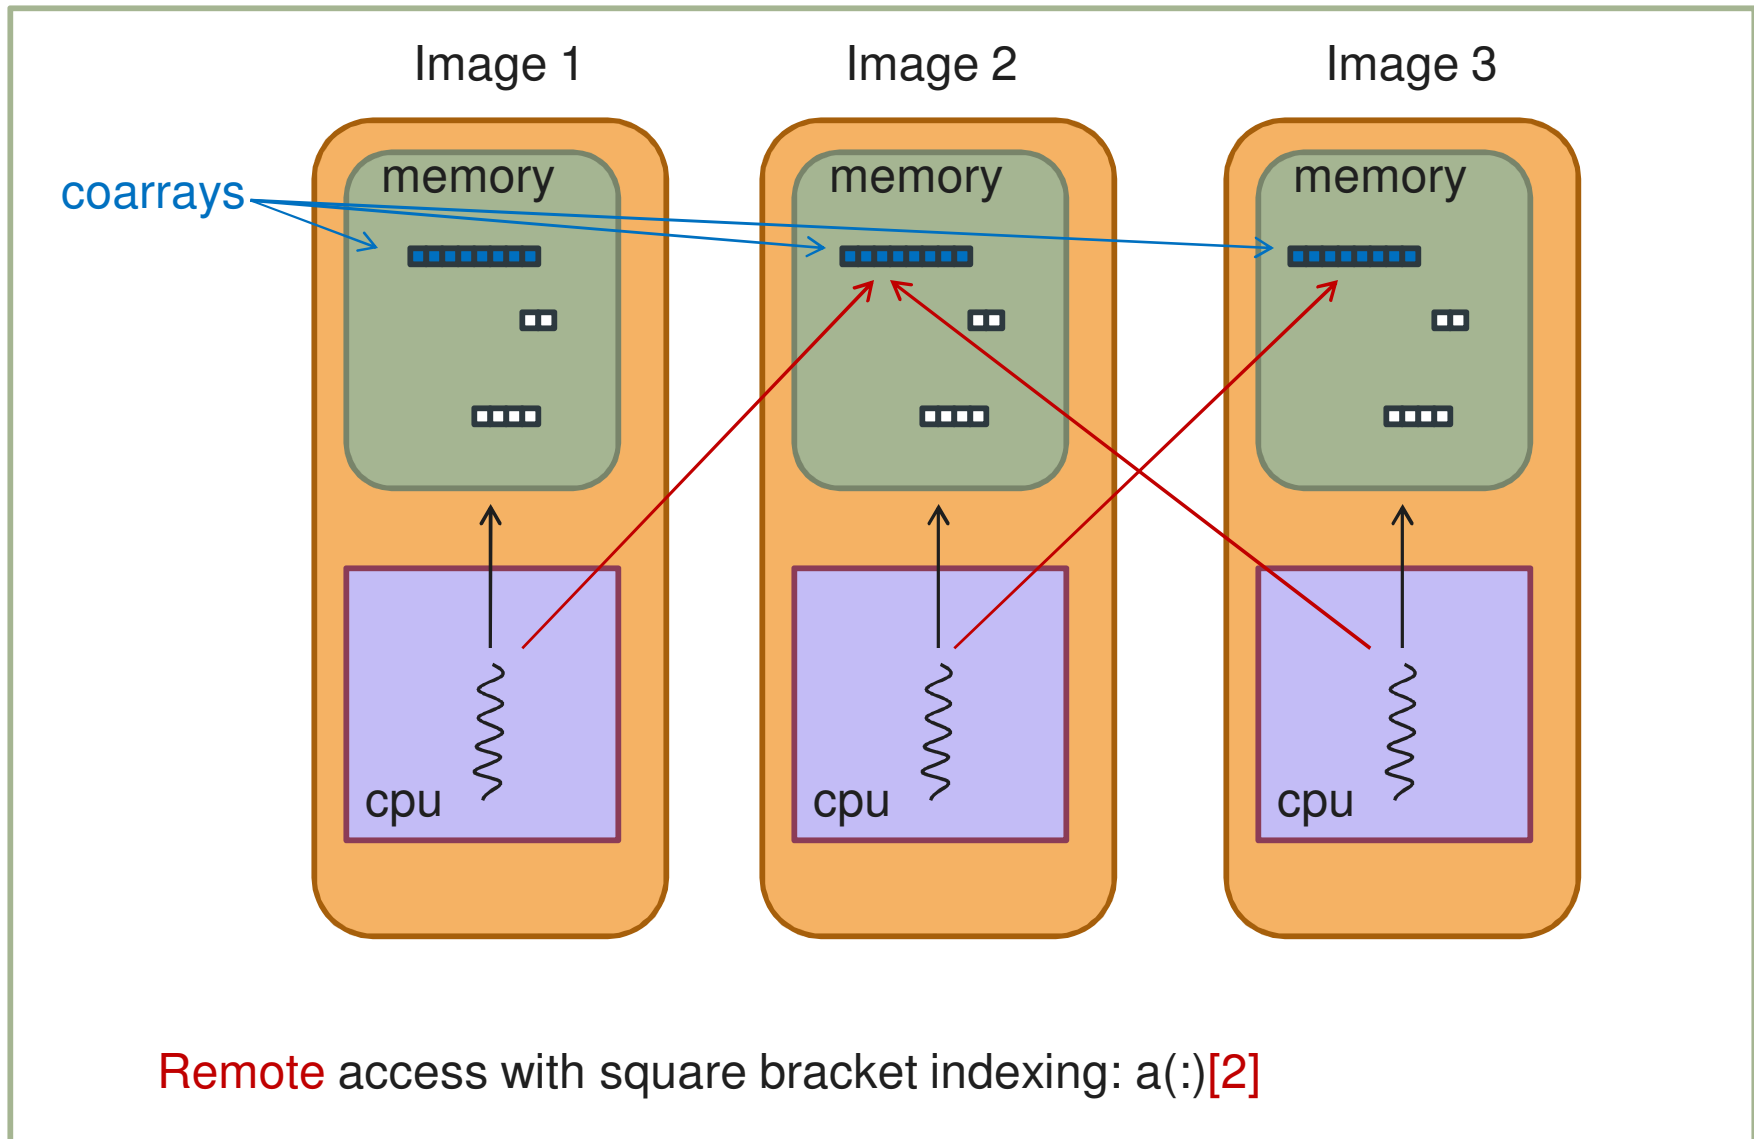 Image 1
Image 2
Image 3
memory
memory
memory
coarrays
cpu
cpu
cpu
Remote access with square bracket indexing: a(:)[2]